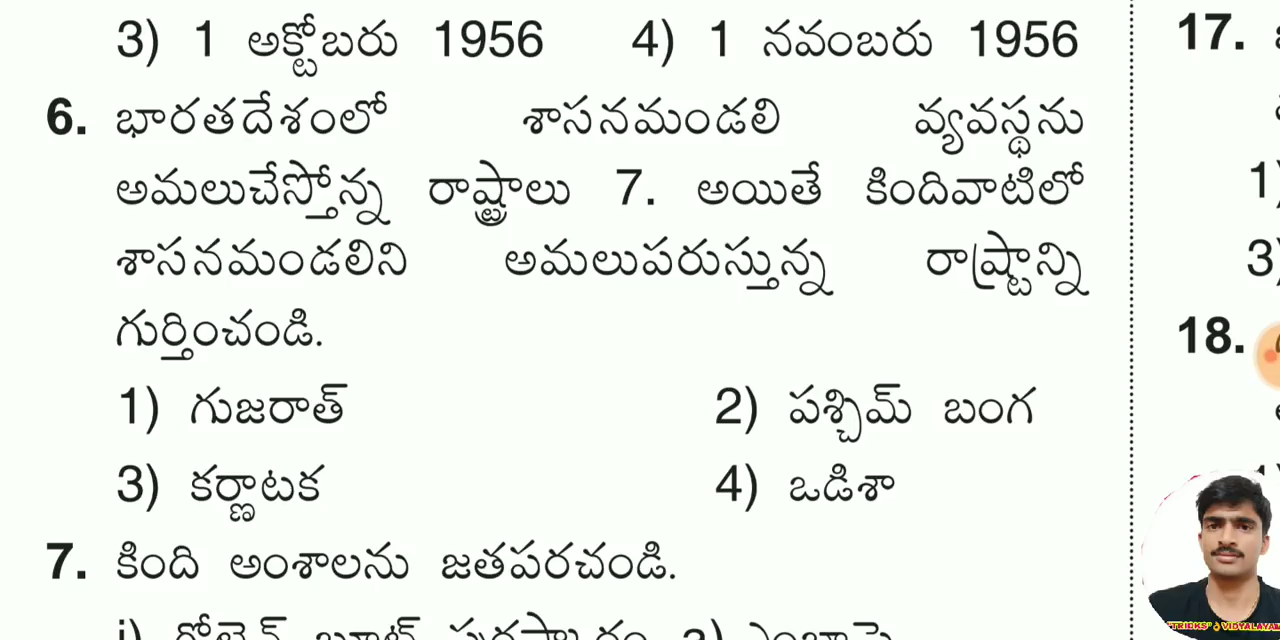 3) 1 అక్టోబరు 1956 4) 1 నవంబరు 1956
6. భారతదేశంలో శాసనమండలి వ్యవస్థను
అమలుచేస్తోన్న రాష్ట్రాలు 7. అయితే కిందివాటిలో
శాసనమండలిని అమలుపరుస్తున్న రాష్ట్రాన్ని
గుర్తించండి.
1) గుజరాత్ 2) పశ్చిమ్ బంగ
3) కర్ణాటక 4) ఒడిశా
7. కింది అంశాలను జతపరచండి.
17.
1)
3)
18.